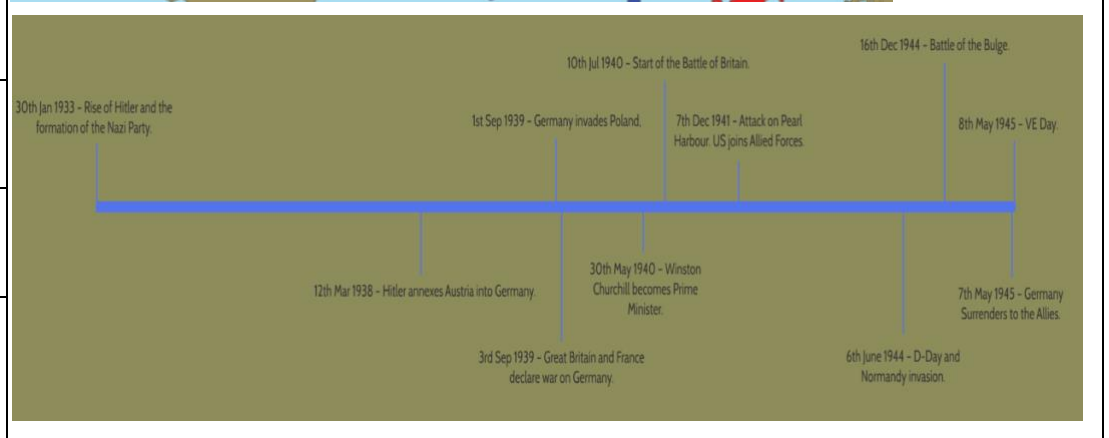 16th Dec 1944 - Battle of the Bulge.
10th Jul 1940 - Start of the Battle of Britain.
30th Jan 1933 - Rise of Hitler and the
formation of the Nazi Party.
1st Sep 1939 - Germany invades Poland.
7th Dec 1941 - Attack on Pearl
Harbour. US joins Allied Forces.
8th May 1945 - VE Day.
12th Mar 1938 - Hitler annexes Austria into Germany.
30th May 1940 - Winston
Churchill becomes Prime
Minister.
7th May 1945 - Germany
Surrenders to the Allies.
3rd Sep 1939 - Great Britain and France
declare war on Germany.
6th June 1944 - D-Day and
Normandy invasion.